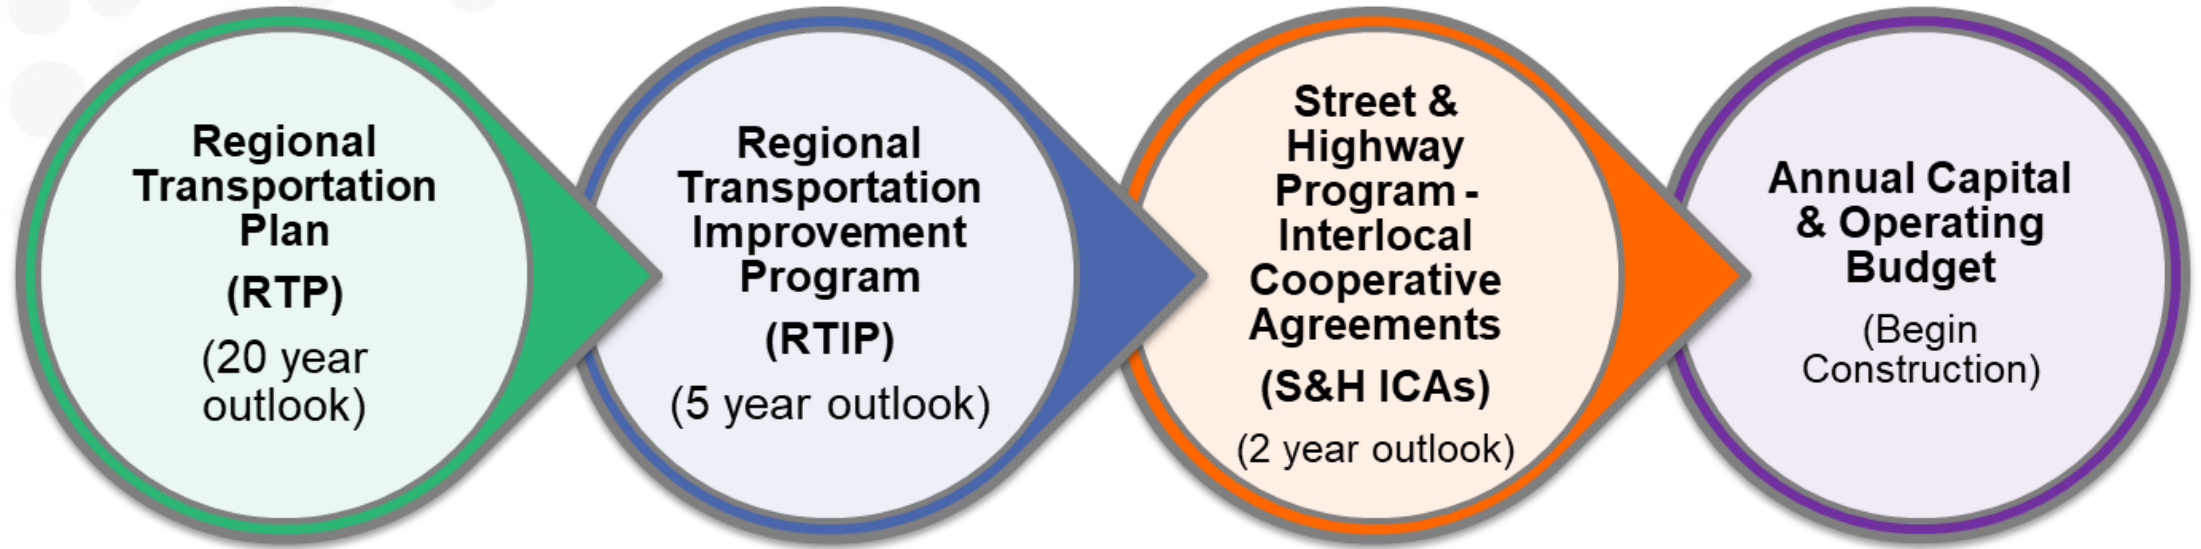 Regional
Transportation
Plan
(RTP)
(20 year
outlook)
Regional
Transportation
Improvement
Program
(RTIP)
(5 year outlook)
Street &
Highway
Program -
Interlocal
Cooperative
Agreements
(S&H ICAs)
(2 year outlook)
Annual Capital
& Operating
Budget
(Begin
Construction)